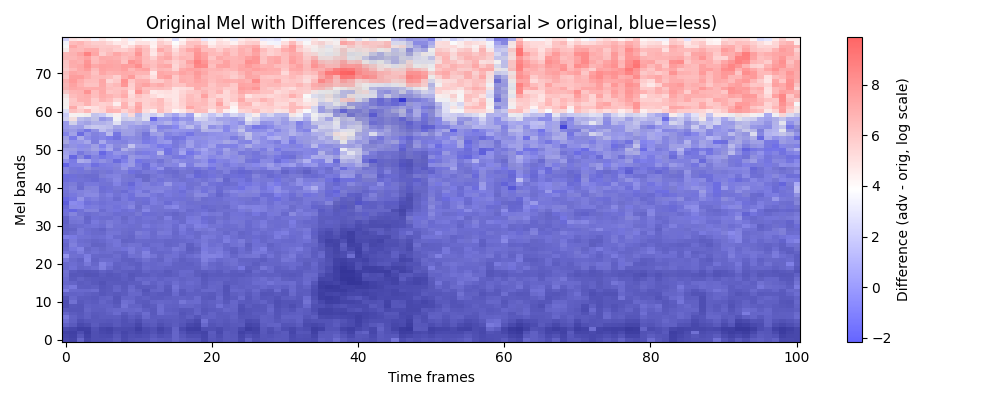 Original Mel with Differences (red=adversarial > original, blue=less)
70
60
50
40
30
20
10
0
Mel bands
0 20 40 60 80 100
Time frames
8
6
4
2
0
−2
Difference (adv - orig, log scale)